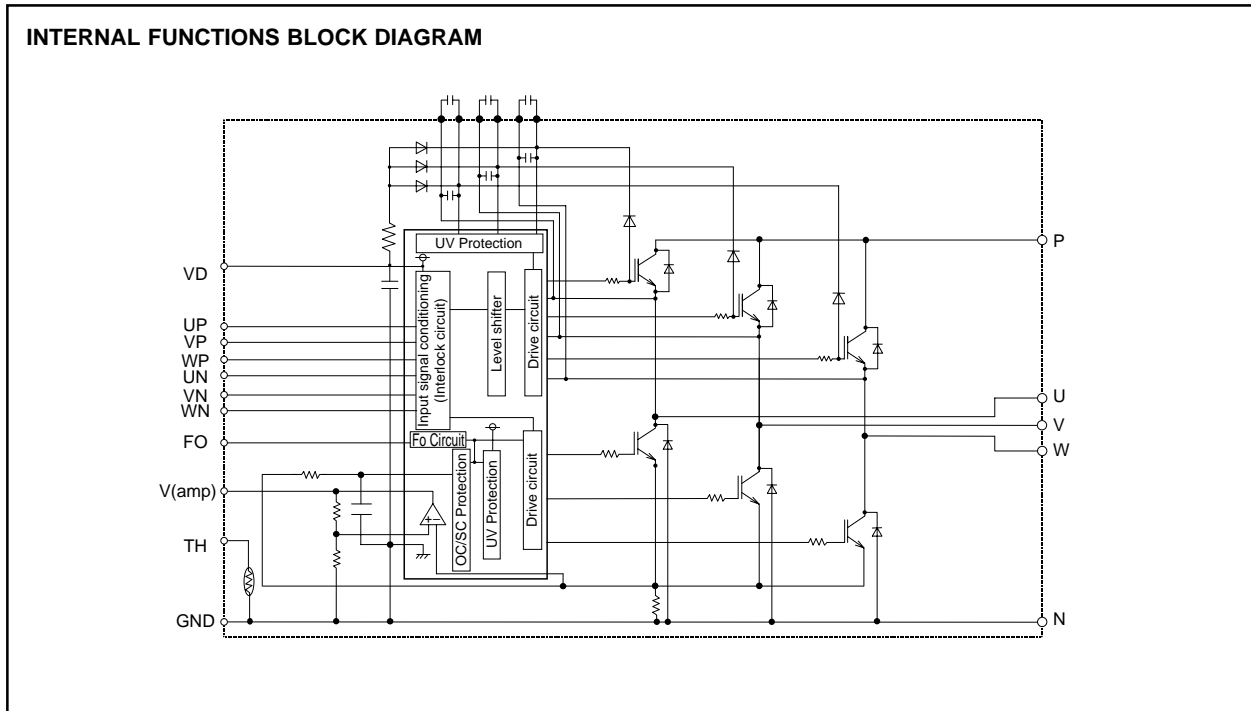 INTERNAL FUNCTIONS BLOCK DIAGRAM
UV Protection
VD
UP
VP
WP
UN
VN
WN
FO
V(amp)
TH
GND
Input signal conditioning
(Interlock circuit)
Level shifter
Drive circuit
Fo Circuit
OC/SC Protection
UV Protection
Drive circuit
+−
P
U
V
W
N